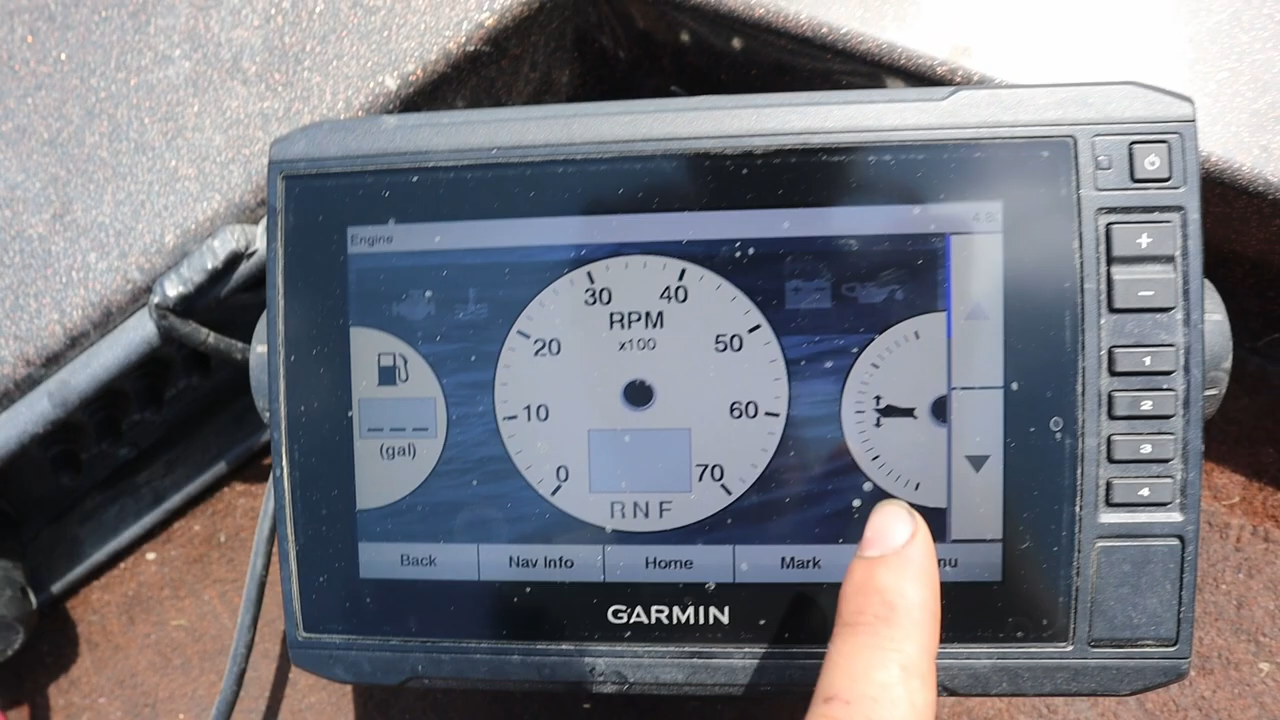 Engine
30 40
RPM
x100
20 50
10 60
0 70
R N F
_ _ _
(gal)
Back Nav Info Home Mark nu
GARMIN
+
-
1
2
3
4